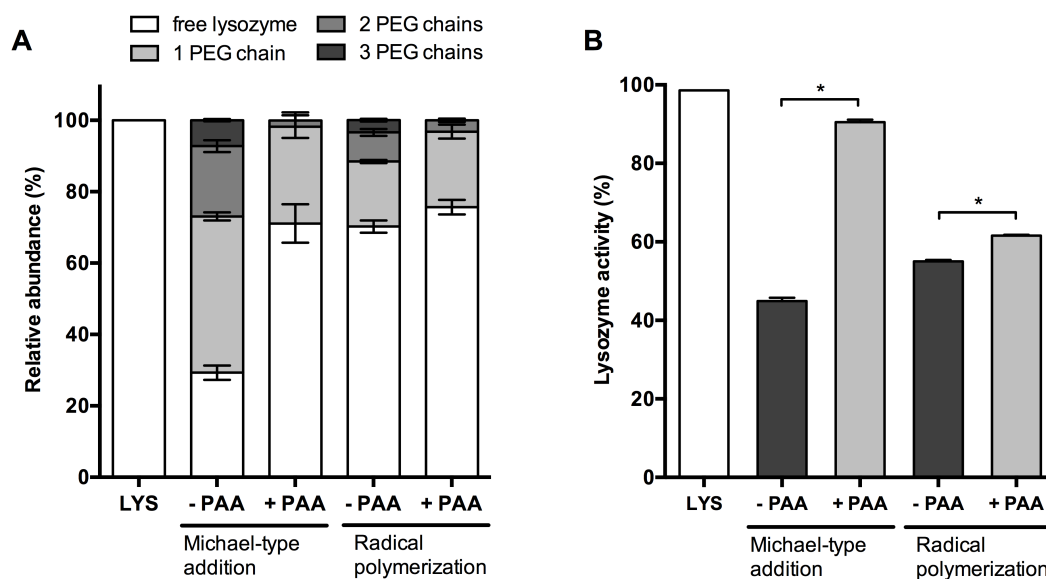 A
free lysozyme
2 PEG chains
1 PEG chain
3 PEG chains
Relative abundance (%)
100
80
60
40
20
0
LYS
- PAA
+ PAA
- PAA
+ PAA
Michael-type
addition
Radical
polymerization
B
Lysozyme activity (%)
100
80
60
40
20
0
*
*
LYS
- PAA
+ PAA
- PAA
+ PAA
Michael-type
addition
Radical
polymerization